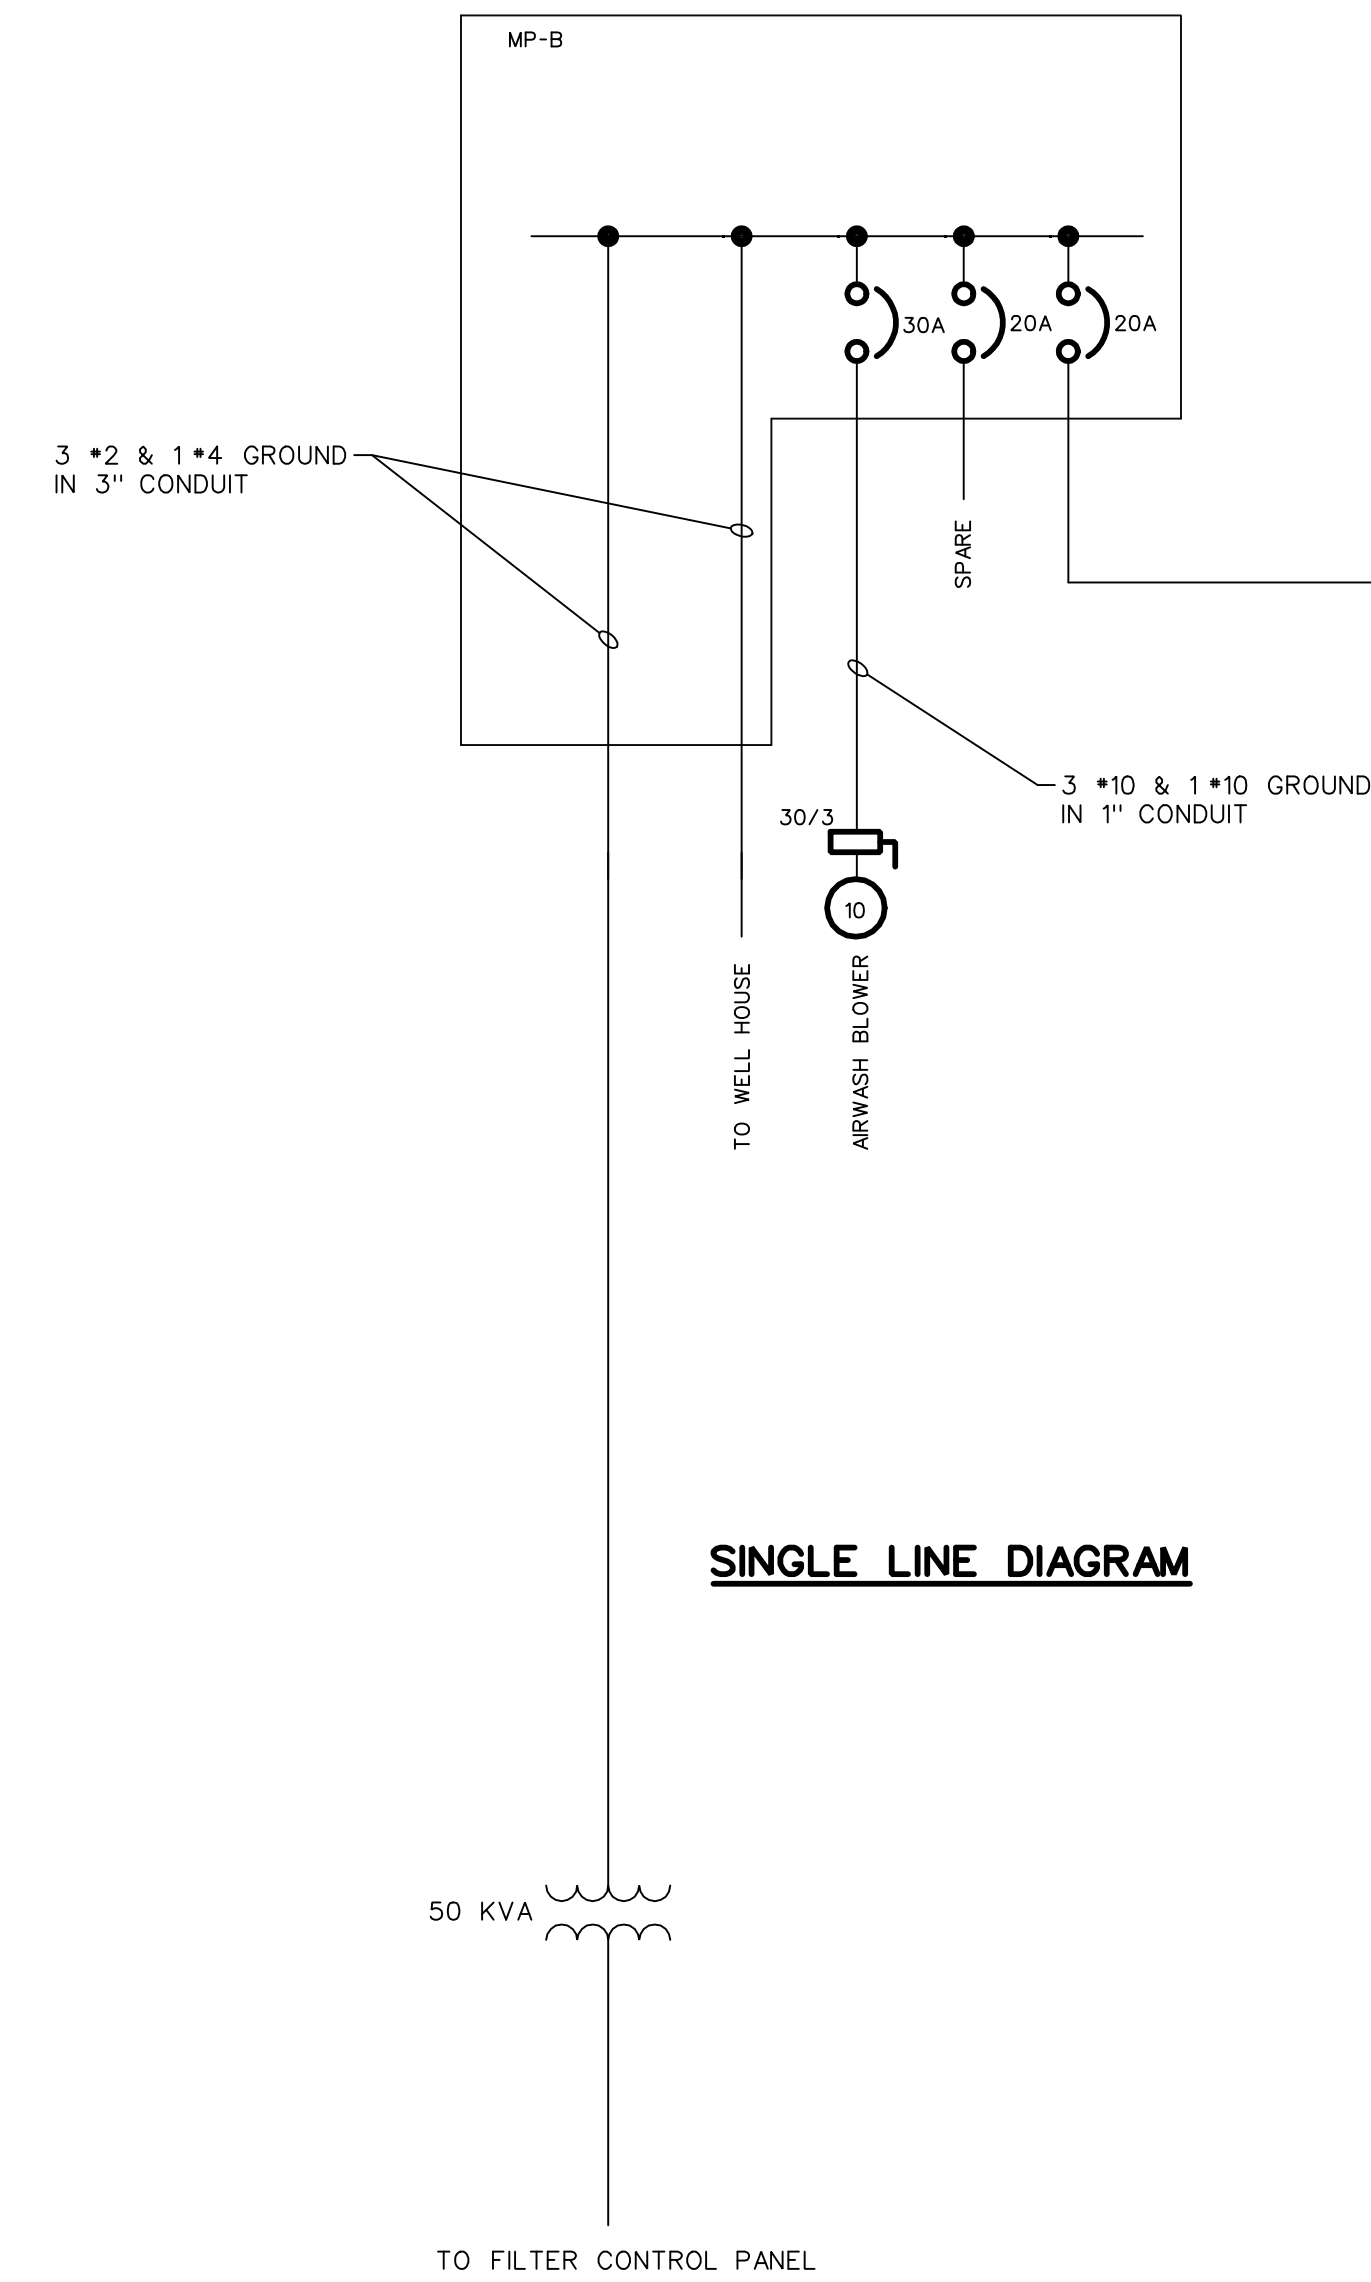 MP-B
30A
20A
20A
3 #2 & 1 #4 GROUND
IN 3" CONDUIT
SPARE
3 #10 & 1 #10 GROUND
IN 1" CONDUIT
30/3
10
TO WELL HOUSE
AIRWASH BLOWER
SINGLE LINE DIAGRAM
50 KVA
TO FILTER CONTROL PANEL